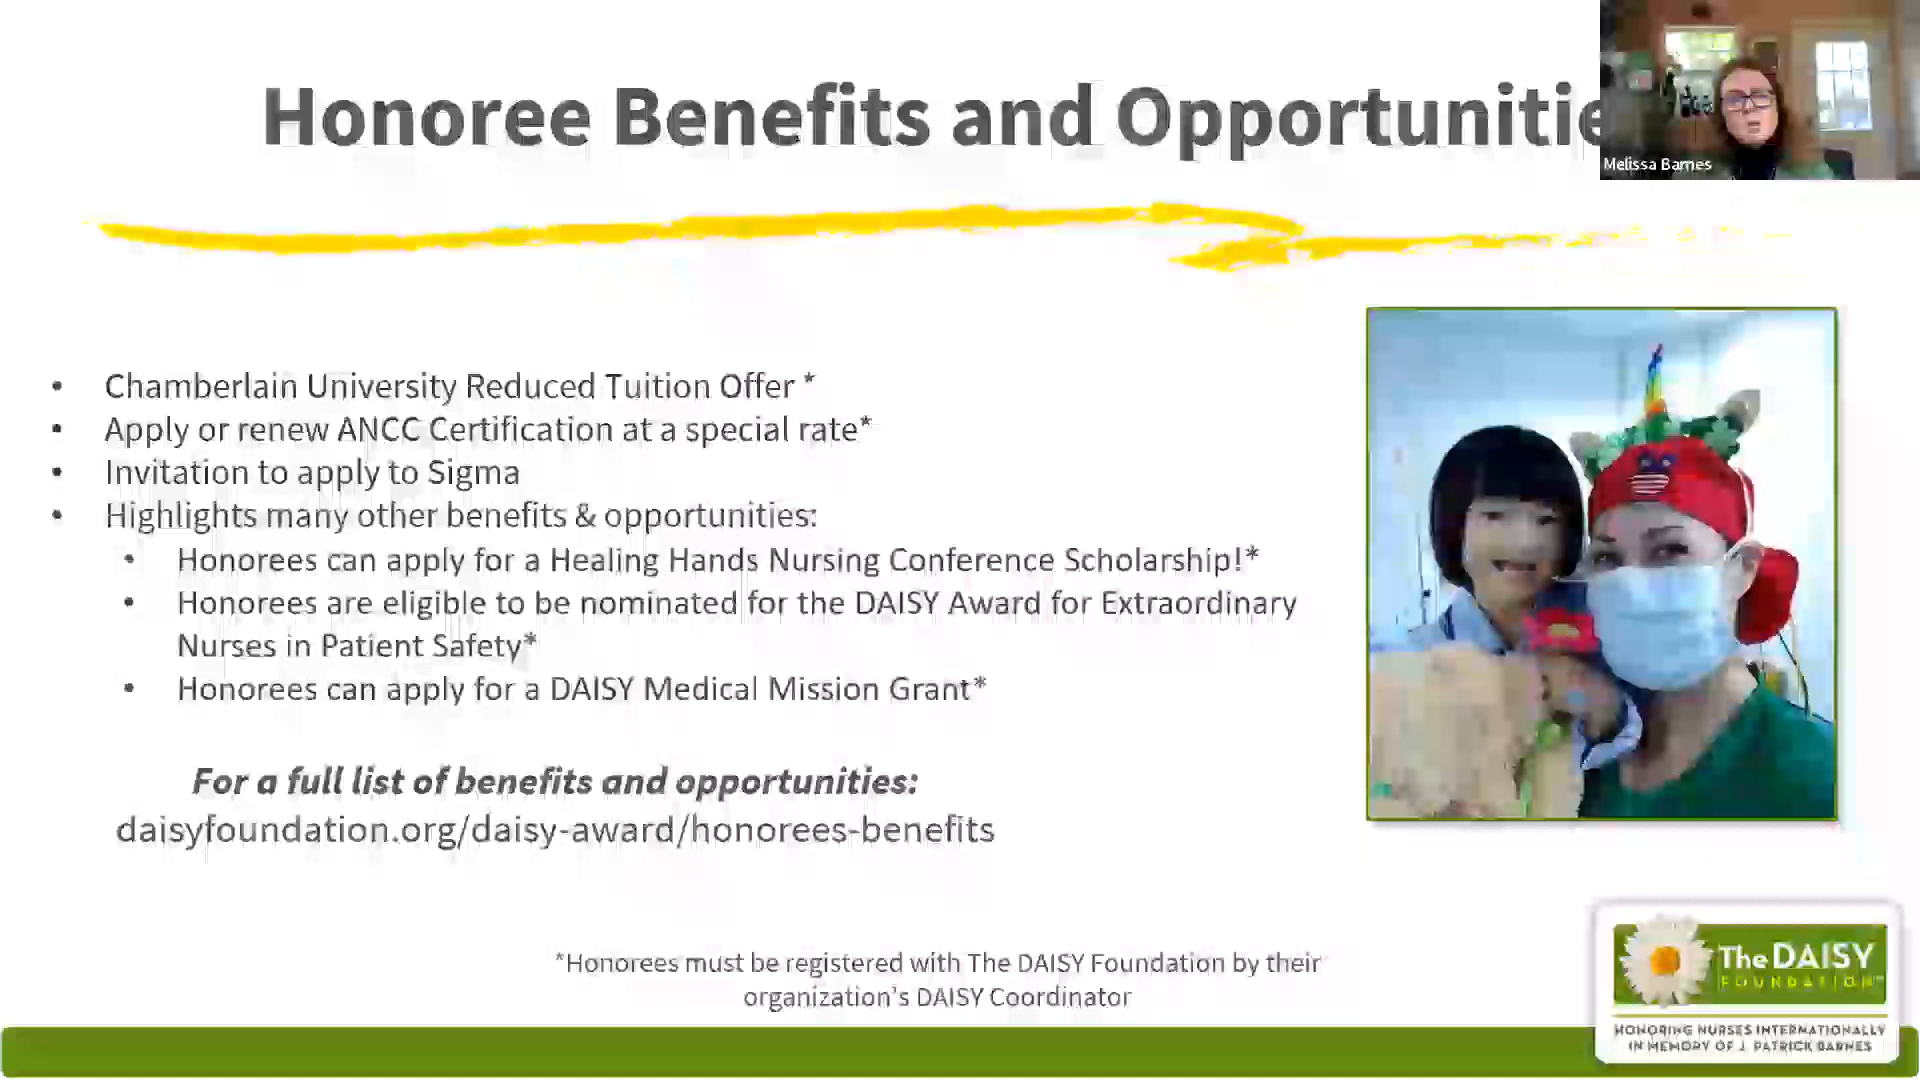 Honoree Benefits and Opportunitie
Melissa Barnes
• Chamberlain University Reduced Tuition Offer *
• Apply or renew ANCC Certification at a special rate*
• Invitation to apply to Sigma
• Highlights many other benefits & opportunities:
• Honorees can apply for a Healing Hands Nursing Conference Scholarship!*
• Honorees are eligible to be nominated for the DAISY Award for Extraordinary
Nurses in Patient Safety*
• Honorees can apply for a DAISY Medical Mission Grant*
For a full list of benefits and opportunities:
daisyfoundation.org/daisy-award/honorees-benefits
*Honorees must be registered with The DAISY Foundation by their
organization's DAISY Coordinator
The DAISY
FOUNDATION™
HONORING NURSES INTERNATIONALLY
IN MEMORY OF J. PATRICK BARNES